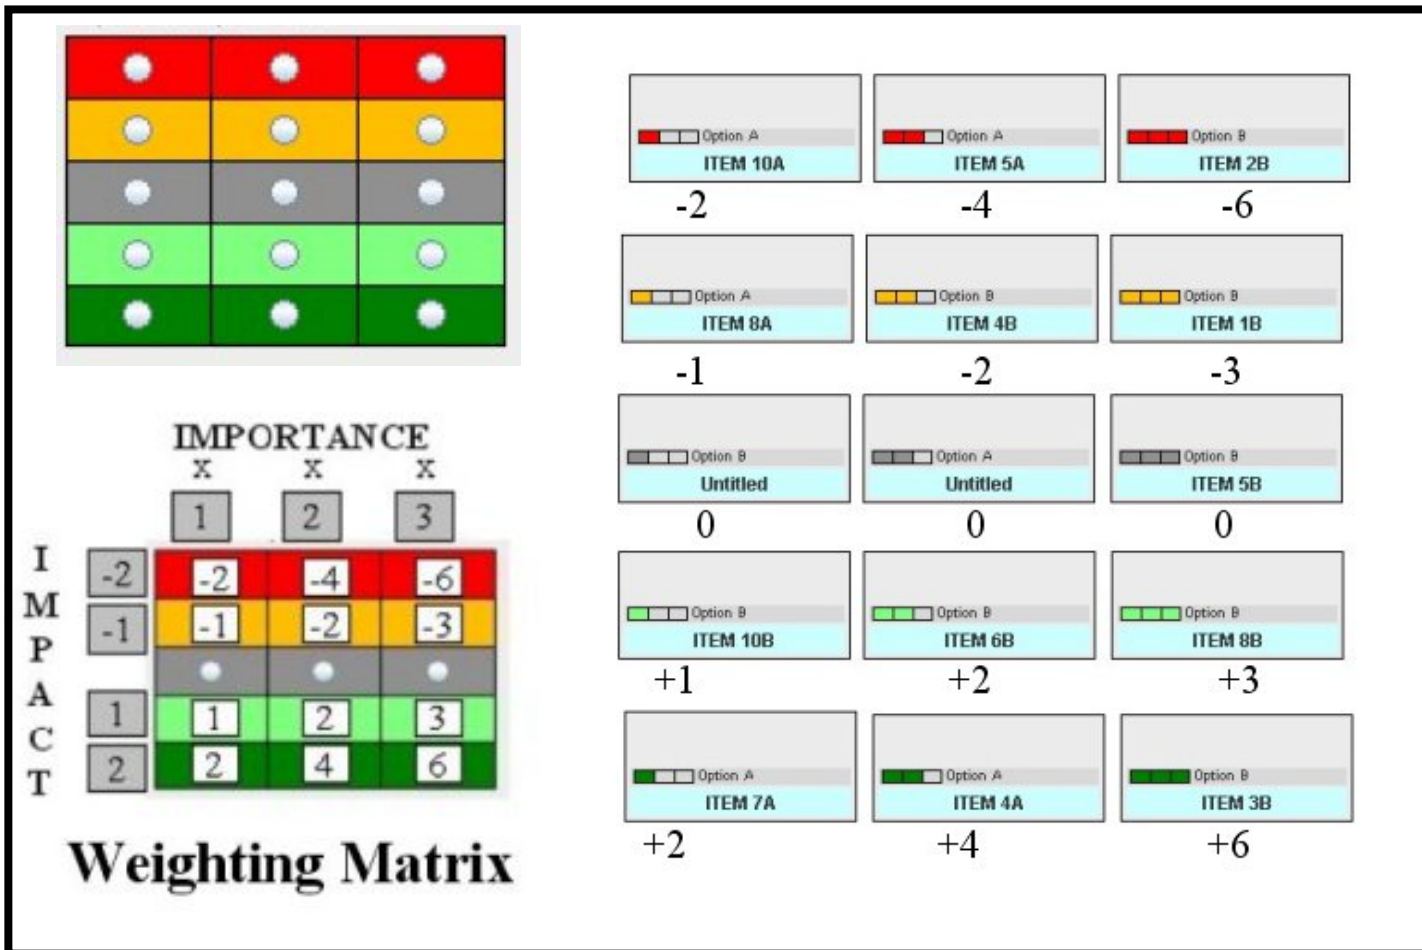 Option A
ITEM 10A
-2
Option A
ITEM 5A
-4
Option B
ITEM 2B
-6
Option A
ITEM 8A
-1
Option B
ITEM 4B
-2
Option B
ITEM 1B
-3
Option B
Untitled
0
Option A
Untitled
0
Option B
ITEM 5B
0
Option B
ITEM 10B
+1
Option B
ITEM 6B
+2
Option B
ITEM 8B
+3
Option A
ITEM 7A
+2
Option A
ITEM 4A
+4
Option B
ITEM 3B
+6
IMPORTANCE
X X X
1 2 3
IMPACT
-2 -2 -4 -6
-1 -1 -2 -3
1 1 2 3
2 2 4 6
Weighting Matrix